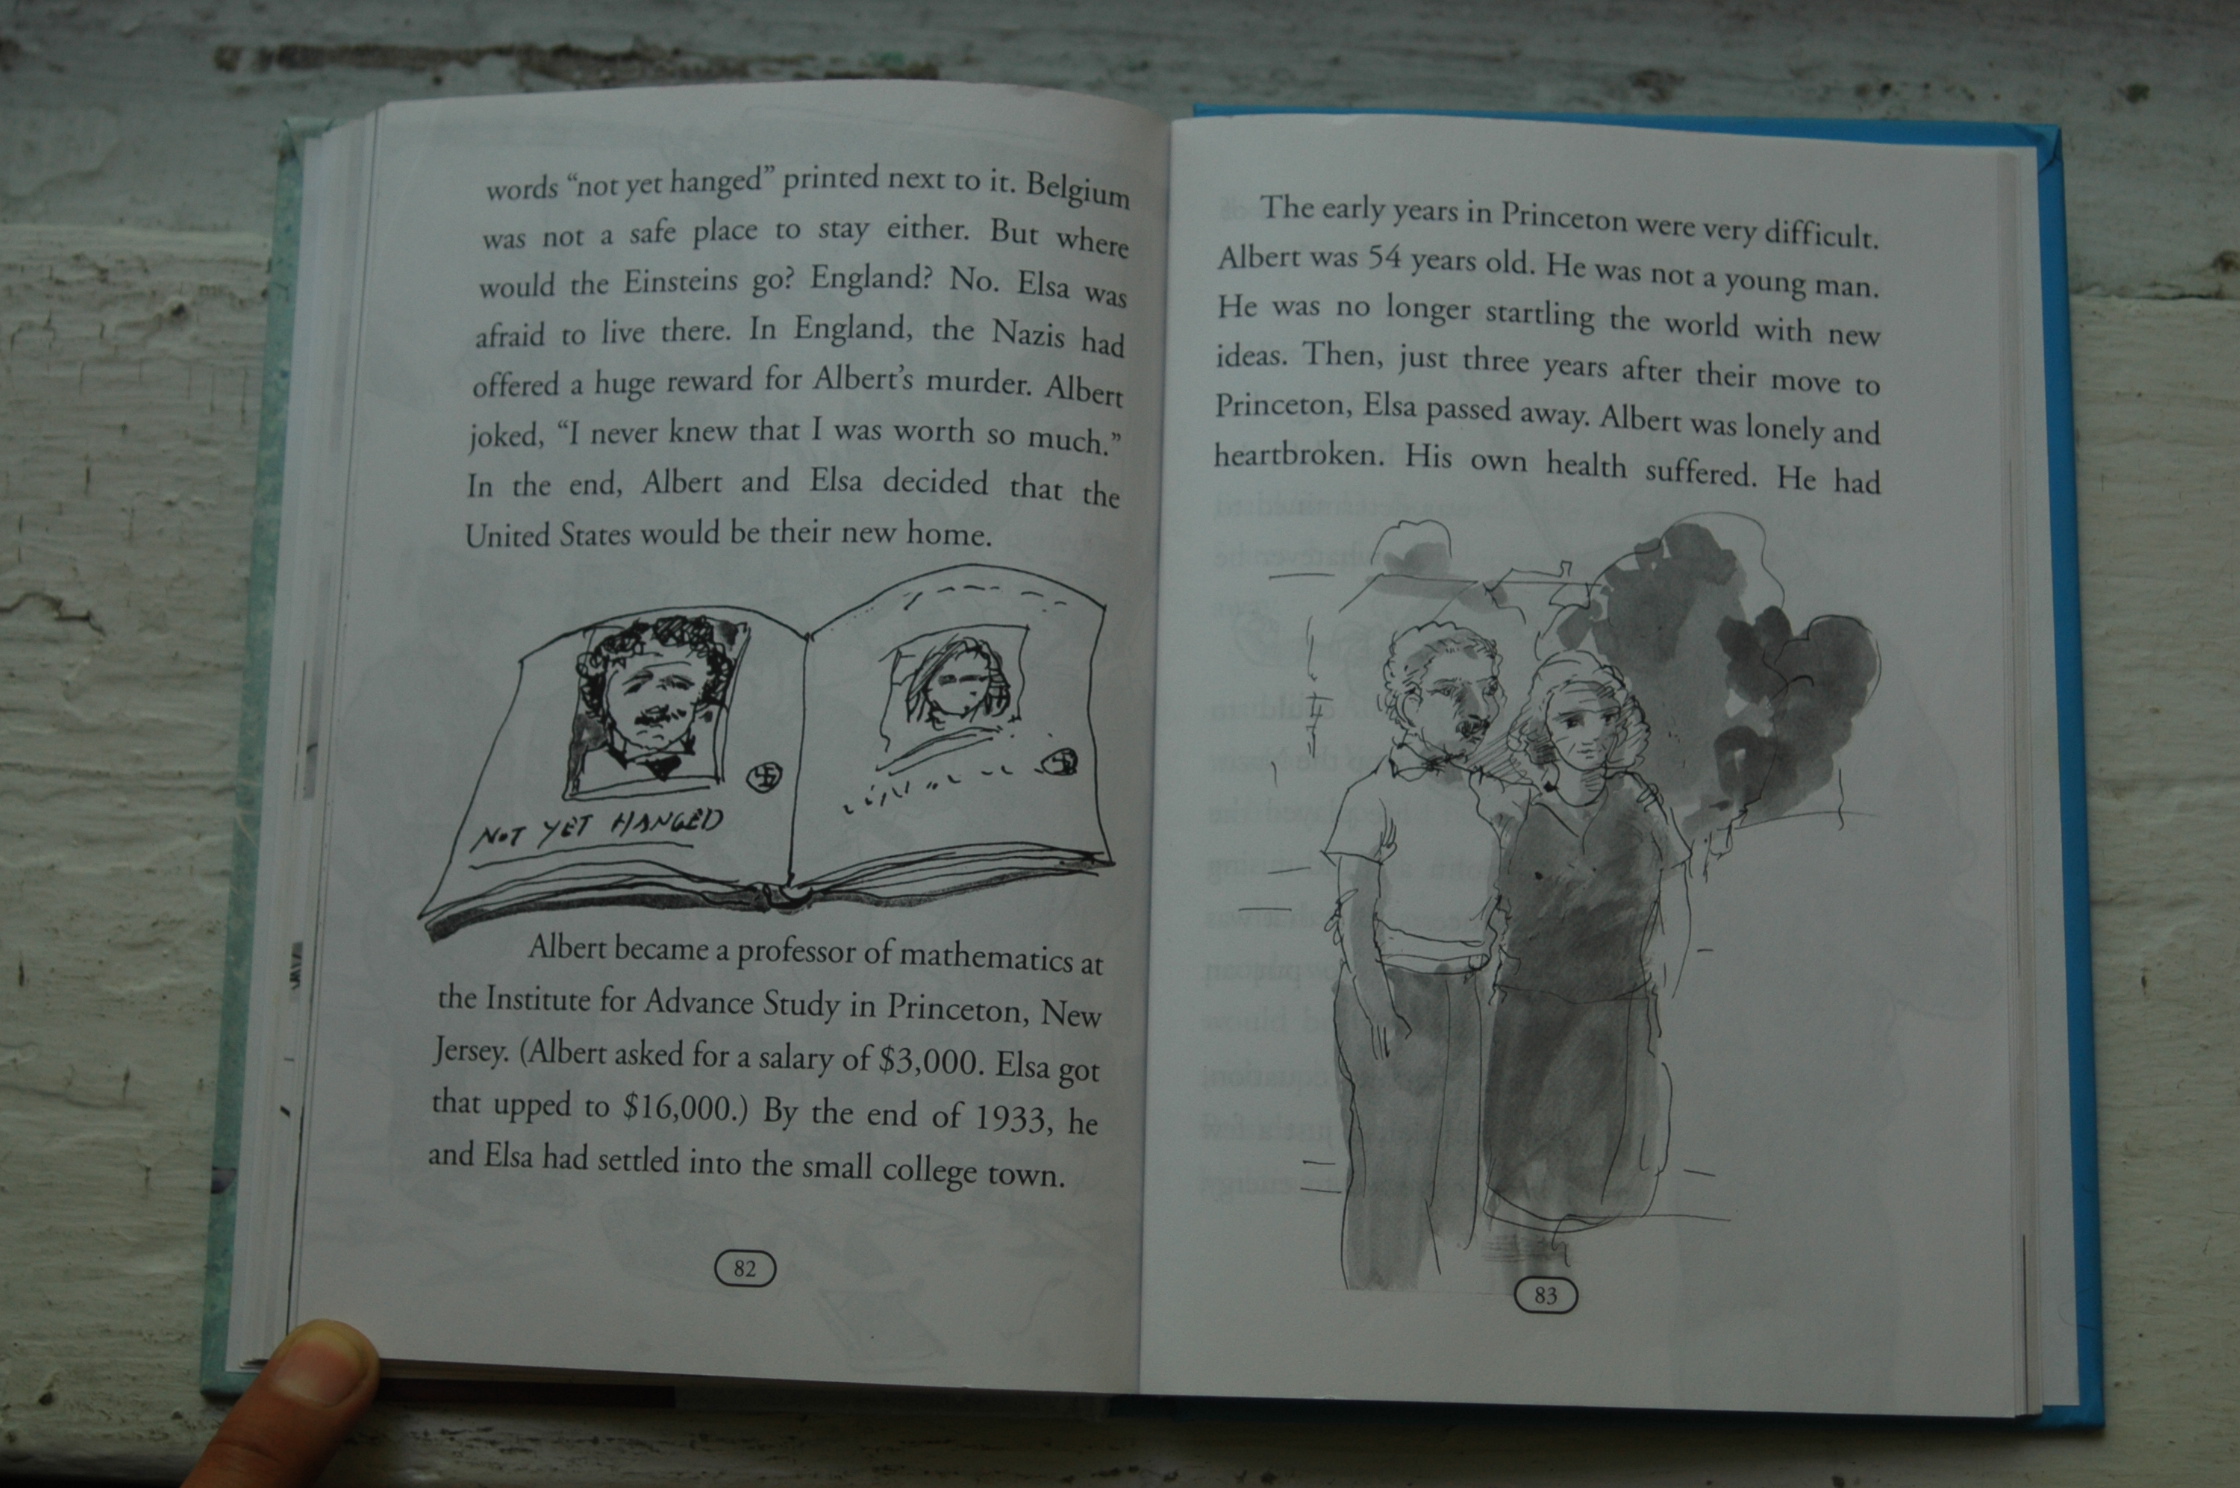 words “not yet hanged” printed next to it. Belgium
was not a safe place to stay either. But where
would the Einsteins go? England? No. Elsa was
afraid to live there. In England, the Nazis had
offered a huge reward for Albert’s murder. Albert
joked, “I never knew that I was worth so much.”
In the end, Albert and Elsa decided that the
United States would be their new home.
NOT YET HANGED
Albert became a professor of mathematics at
the Institute for Advance Study in Princeton, New
Jersey. (Albert asked for a salary of $3,000. Elsa got
that upped to $16,000.) By the end of 1933, he
and Elsa had settled into the small college town.
82
The early years in Princeton were very difficult.
Albert was 54 years old. He was not a young man.
He was no longer startling the world with new
ideas. Then, just three years after their move to
Princeton, Elsa passed away. Albert was lonely and
heartbroken. His own health suffered. He had
83